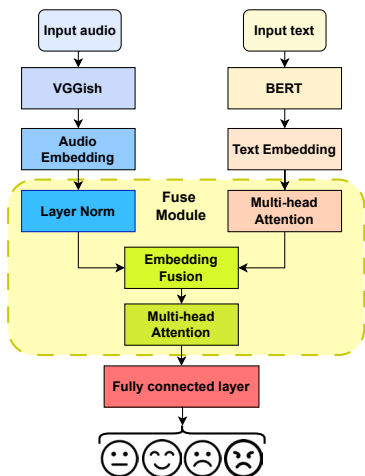 Input audio
Input text
VGGish
BERT
Audio
Embedding
Text Embedding
Layer Norm
Fuse
Module
Multi-head
Attention
Embedding
Fusion
Multi-head
Attention
Fully connected layer